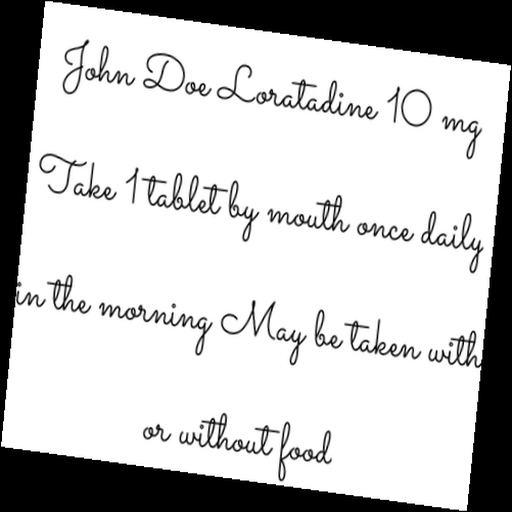 John Doe Loratadine 10 mg
Take 1 tablet by mouth once daily
in the morning May be taken with
or without food